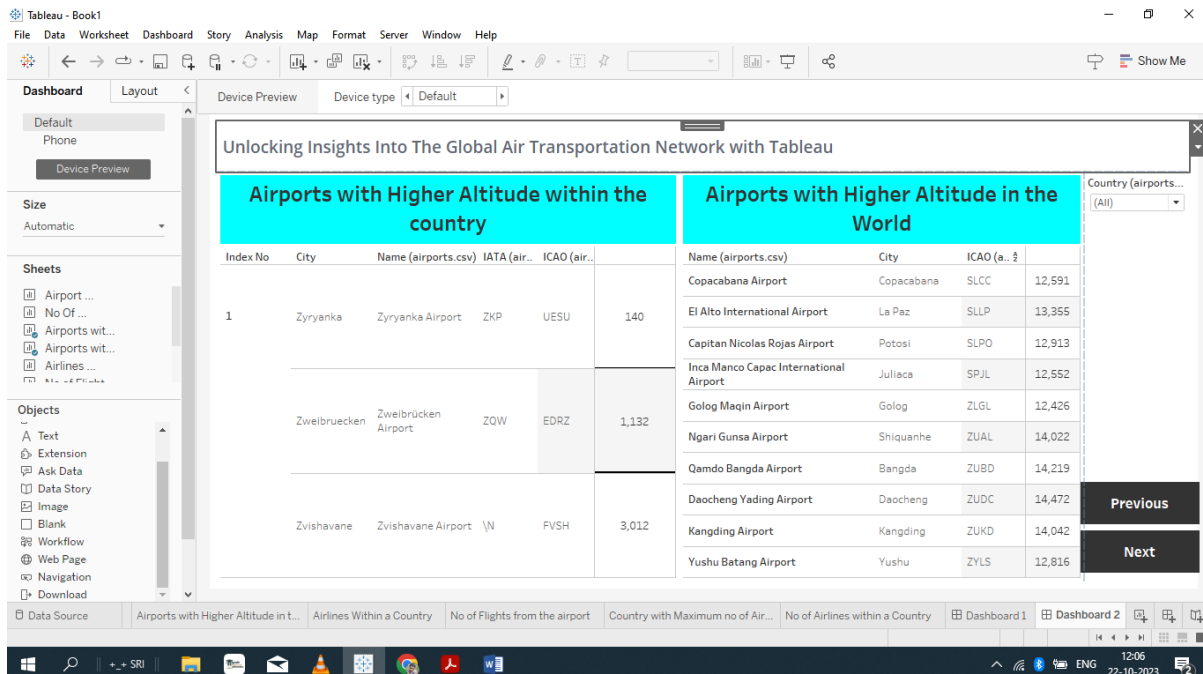 Tableau - Book1
File Data Worksheet Dashboard Story Analysis Map Format Server Window Help
Show Me
Dashboard Layout
Default
Phone
Device Preview
Size
Automatic
Sheets
Airport ...
No Of ...
Airports wit...
Airports wit...
Airlines ...
No of Flight
Objects
Text
Extension
Ask Data
Data Story
Image
Blank
Workflow
Web Page
Navigation
Download
Device Preview Device type Default
Unlocking Insights Into The Global Air Transportation Network with Tableau
Airports with Higher Altitude within the
country
Index No City Name (airports.csv) IATA (air.. ICAO (air..
1 Zyryanka Zyryanka Airport ZKP UESU 140
Zweibruecken Zweibrücken Airport ZQW EDRZ 1,132
Zvishavane Zvishavane Airport \N FVSH 3,012
Airports with Higher Altitude in the
World
Name (airports.csv) City ICAO (a..
Copacabana Airport Copacabana SLCC 12,591
El Alto International Airport La Paz SLLP 13,355
Capitan Nicolas Rojas Airport Potosi SLPO 12,913
Inca Manco Capac International Airport Juliaca SPJL 12,552
Golog Maqin Airport Golog ZLGL 12,426
Ngari Gunsa Airport Shiquanhe ZUAL 14,022
Qamdo Bangda Airport Bangda ZUBD 14,219
Daocheng Yading Airport Daocheng ZUDC 14,472
Kangding Airport Kangding ZUKD 14,042
Yushu Batang Airport Yushu ZYLS 12,816
Country (airports...
(All)
Previous
Next
Data Source Airports with Higher Altitude in t... Airlines Within a Country No of Flights from the airport Country with Maximum no of Air... No of Airlines within a Country Dashboard 1 Dashboard 2
+_+ SRI
ENG
12:06
22-10-2023
2